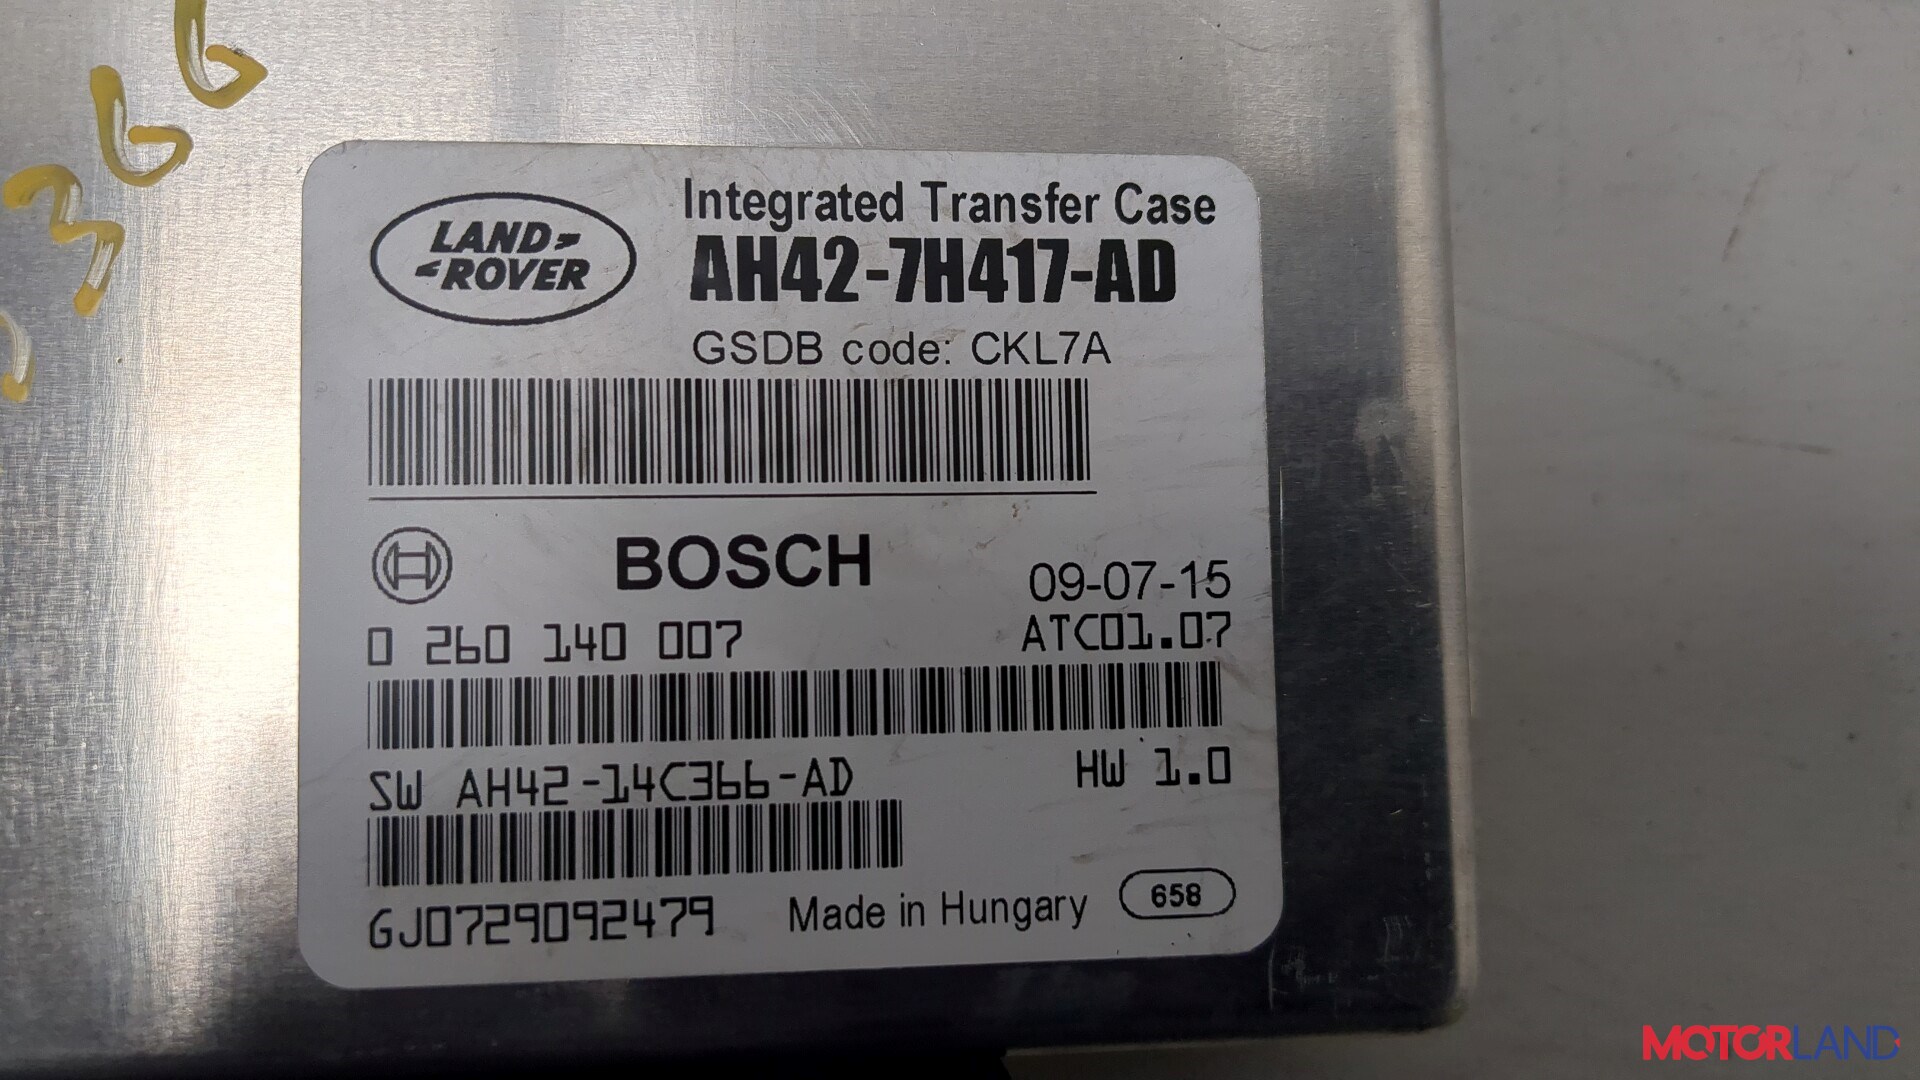 366
LAND
ROVER
Integrated Transfer Case
AH42-7H417-AD
GSDB code: CKL7A
BOSCH
09-07-15
0 260 140 007
ATC01.07
SW AH42-14C366-AD
HW 1.0
GJ0729092479
Made in Hungary
658
MOTORLAND